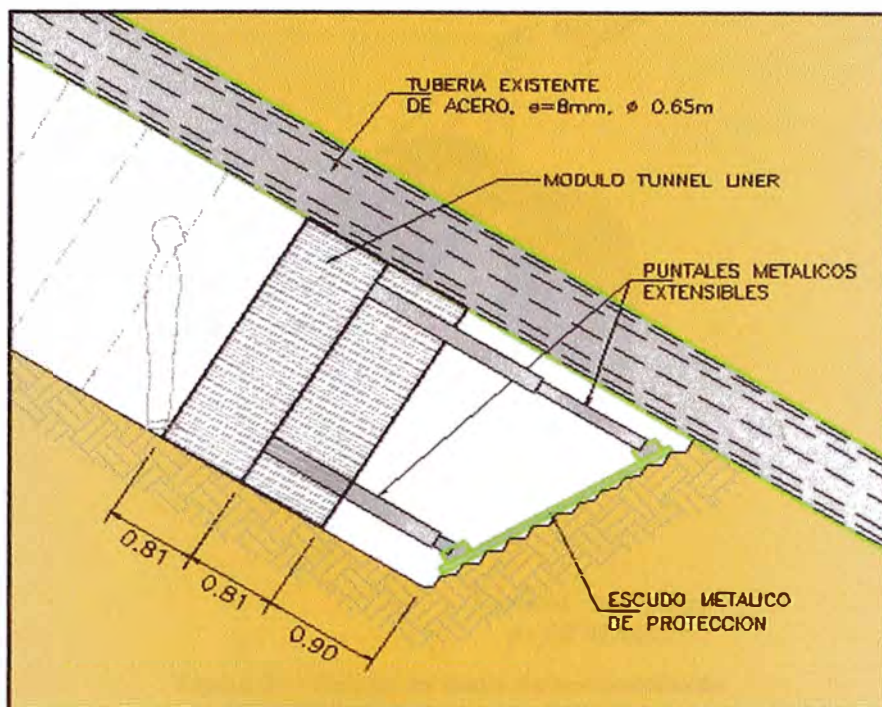 TUBERIA EXISTENTE
DE ACERO, e=8mm, ø 0.65m
MODULO TUNNEL LINER
PUNTALES METALICOS
EXTENSIBLES
0.81
0.81
0.90
ESCUDO METALICO
DE PROTECCION